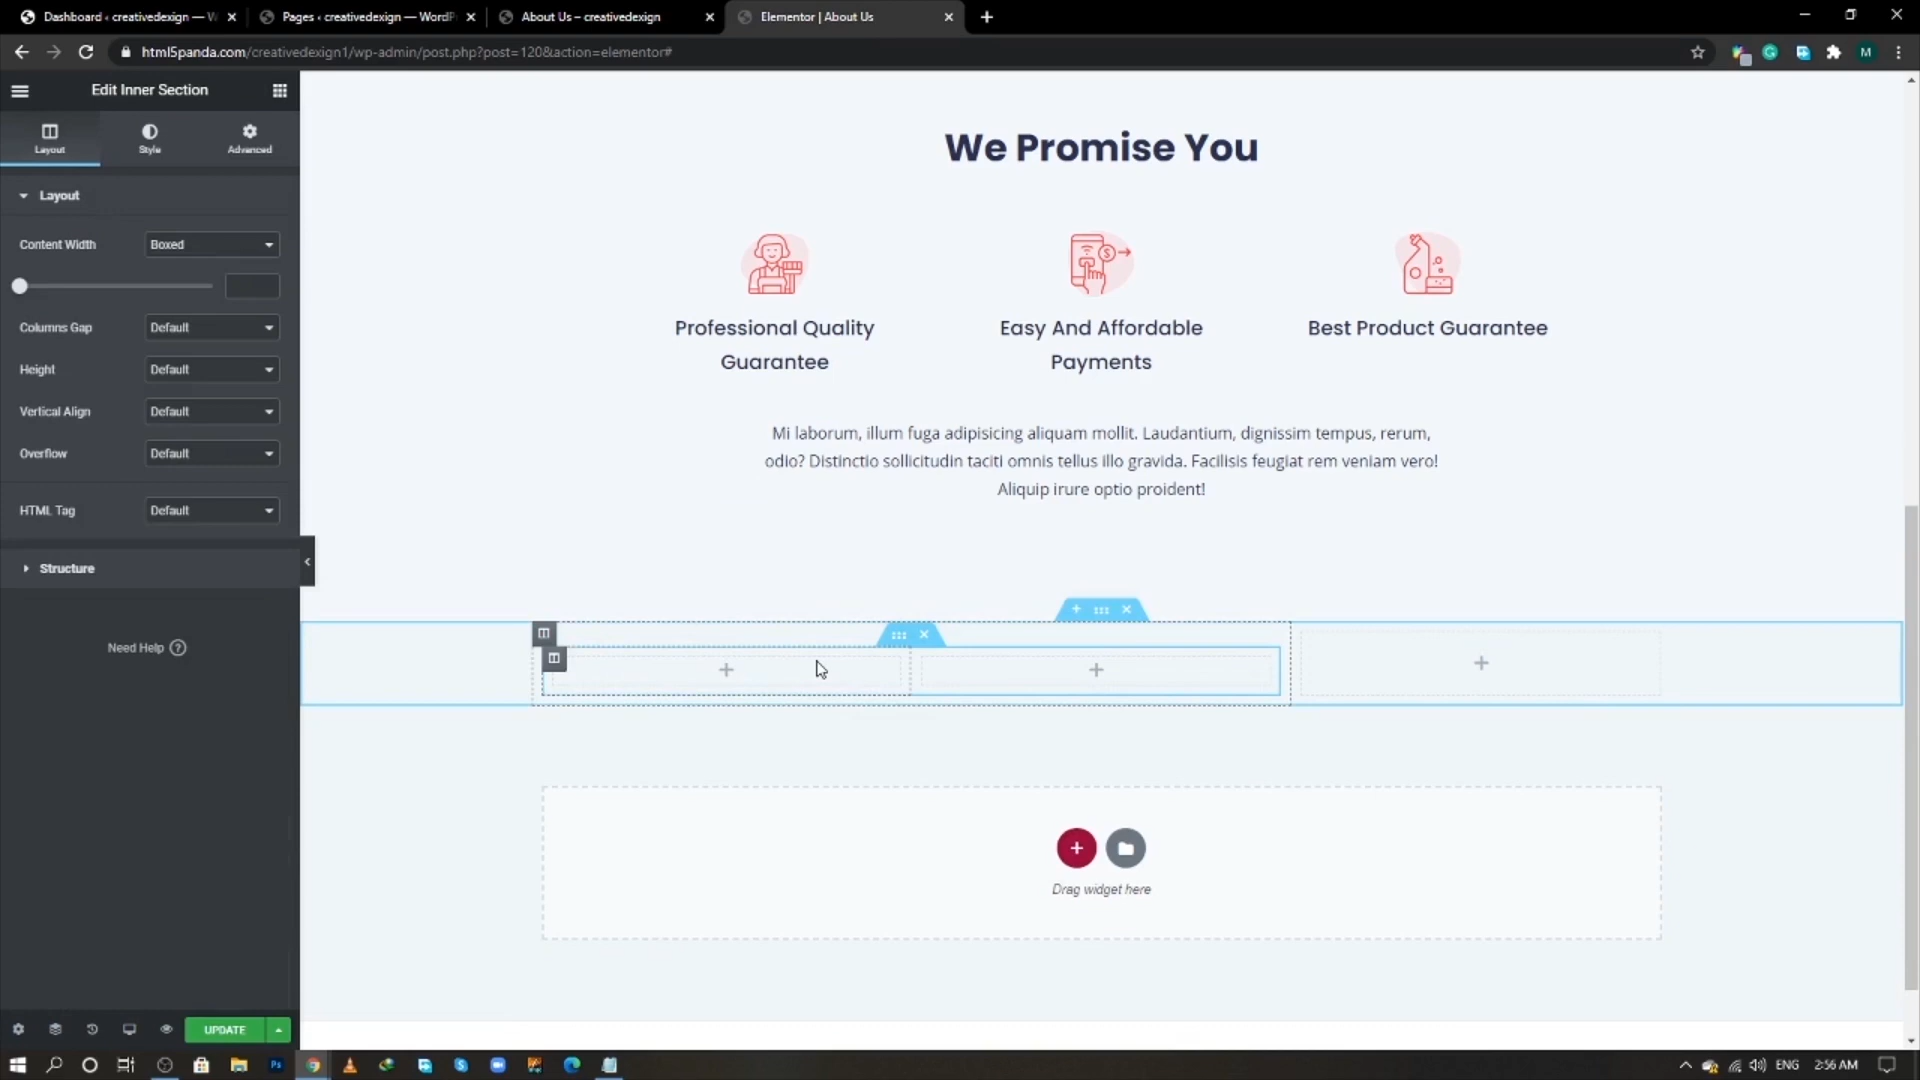 Dashboard ‹ creativedexign — W
Pages ‹ creativedexign — WordP
About Us – creativedexign
Elementor | About Us
html5panda.com/creativedexign1/wp-admin/post.php?post=120&action=elementor#
M
Edit Inner Section
Layout
Style
Advanced
Layout
Content Width
Boxed
Columns Gap
Default
Height
Default
Vertical Align
Default
Overflow
Default
HTML Tag
Default
Structure
Need Help ?
UPDATE
We Promise You
Professional Quality
Guarantee
Easy And Affordable
Payments
Best Product Guarantee
Mi laborum, illum fuga adipisicing aliquam mollit. Laudantium, dignissim tempus, rerum,
odio? Distinctio sollicitudin taciti omnis tellus illo gravida. Facilisis feugiat rem veniam vero!
Aliquip irure optio proident!
Drag widget here
Ps
ENG
2:56 AM